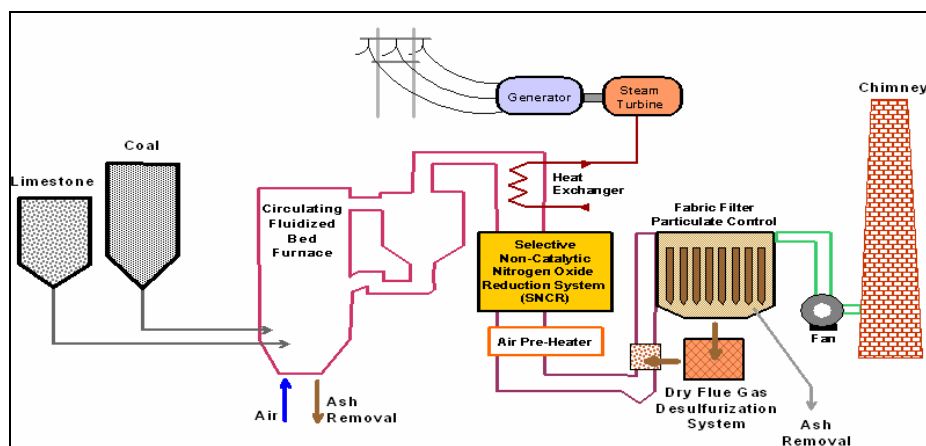 Generator
Steam
Turbine
Chimney
Coal
Limestone
Heat
Exchanger
Circulating
Fluidized
Bed
Furnace
Fabric Filter
Particulate Control
Selective
Non-Catalytic
Nitrogen Oxide
Reduction System
(SNCR)
Air Pre-Heater
Fan
Air
Ash
Removal
Dry Flue Gas
Desulfurization
System
Ash
Removal